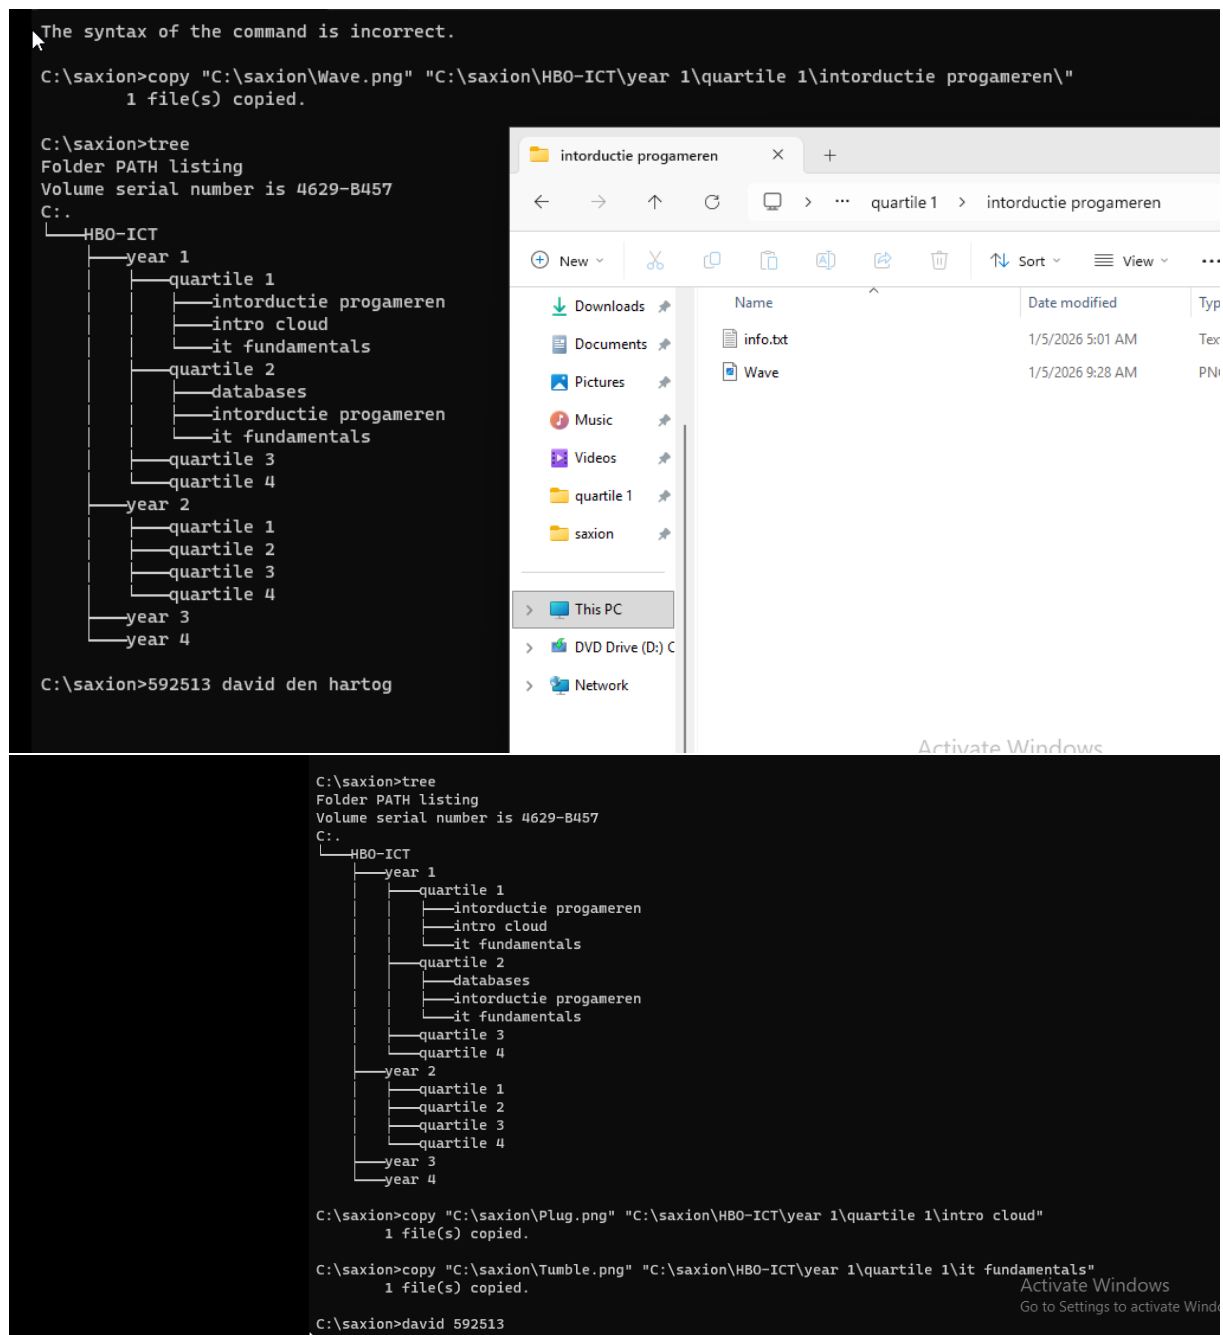 The syntax of the command is incorrect.
C:\saxion>copy "C:\saxion\Wave.png" "C:\saxion\HBO-ICT\year 1\quartile 1\intorductie progameren\"
1 file(s) copied.
C:\saxion>tree
Folder PATH listing
Volume serial number is 4629-B457
C:.
HBO-ICT
year 1
quartile 1
intorductie progameren
intro cloud
it fundamentals
quartile 2
databases
intorductie progameren
it fundamentals
quartile 3
quartile 4
year 2
quartile 1
quartile 2
quartile 3
quartile 4
year 3
year 4
C:\saxion>592513 david den hartog
intorductie progameren
quartile 1 > intorductie progameren
New
Sort
View
Name Date modified Typ
Downloads
Documents
Pictures
Music
Videos
quartile 1
saxion
This PC
DVD Drive (D:) C
Network
info.txt 1/5/2026 5:01 AM Tex
Wave 1/5/2026 9:28 AM PNG
Activate Windows
C:\saxion>tree
Folder PATH listing
Volume serial number is 4629-B457
C:.
HBO-ICT
year 1
quartile 1
intorductie progameren
intro cloud
it fundamentals
quartile 2
databases
intorductie progameren
it fundamentals
quartile 3
quartile 4
year 2
quartile 1
quartile 2
quartile 3
quartile 4
year 3
year 4
C:\saxion>copy "C:\saxion\Plug.png" "C:\saxion\HBO-ICT\year 1\quartile 1\intro cloud"
1 file(s) copied.
C:\saxion>copy "C:\saxion\Tumble.png" "C:\saxion\HBO-ICT\year 1\quartile 1\it fundamentals"
1 file(s) copied.
Activate Windows
Go to Settings to activate Windo
C:\saxion>david 592513